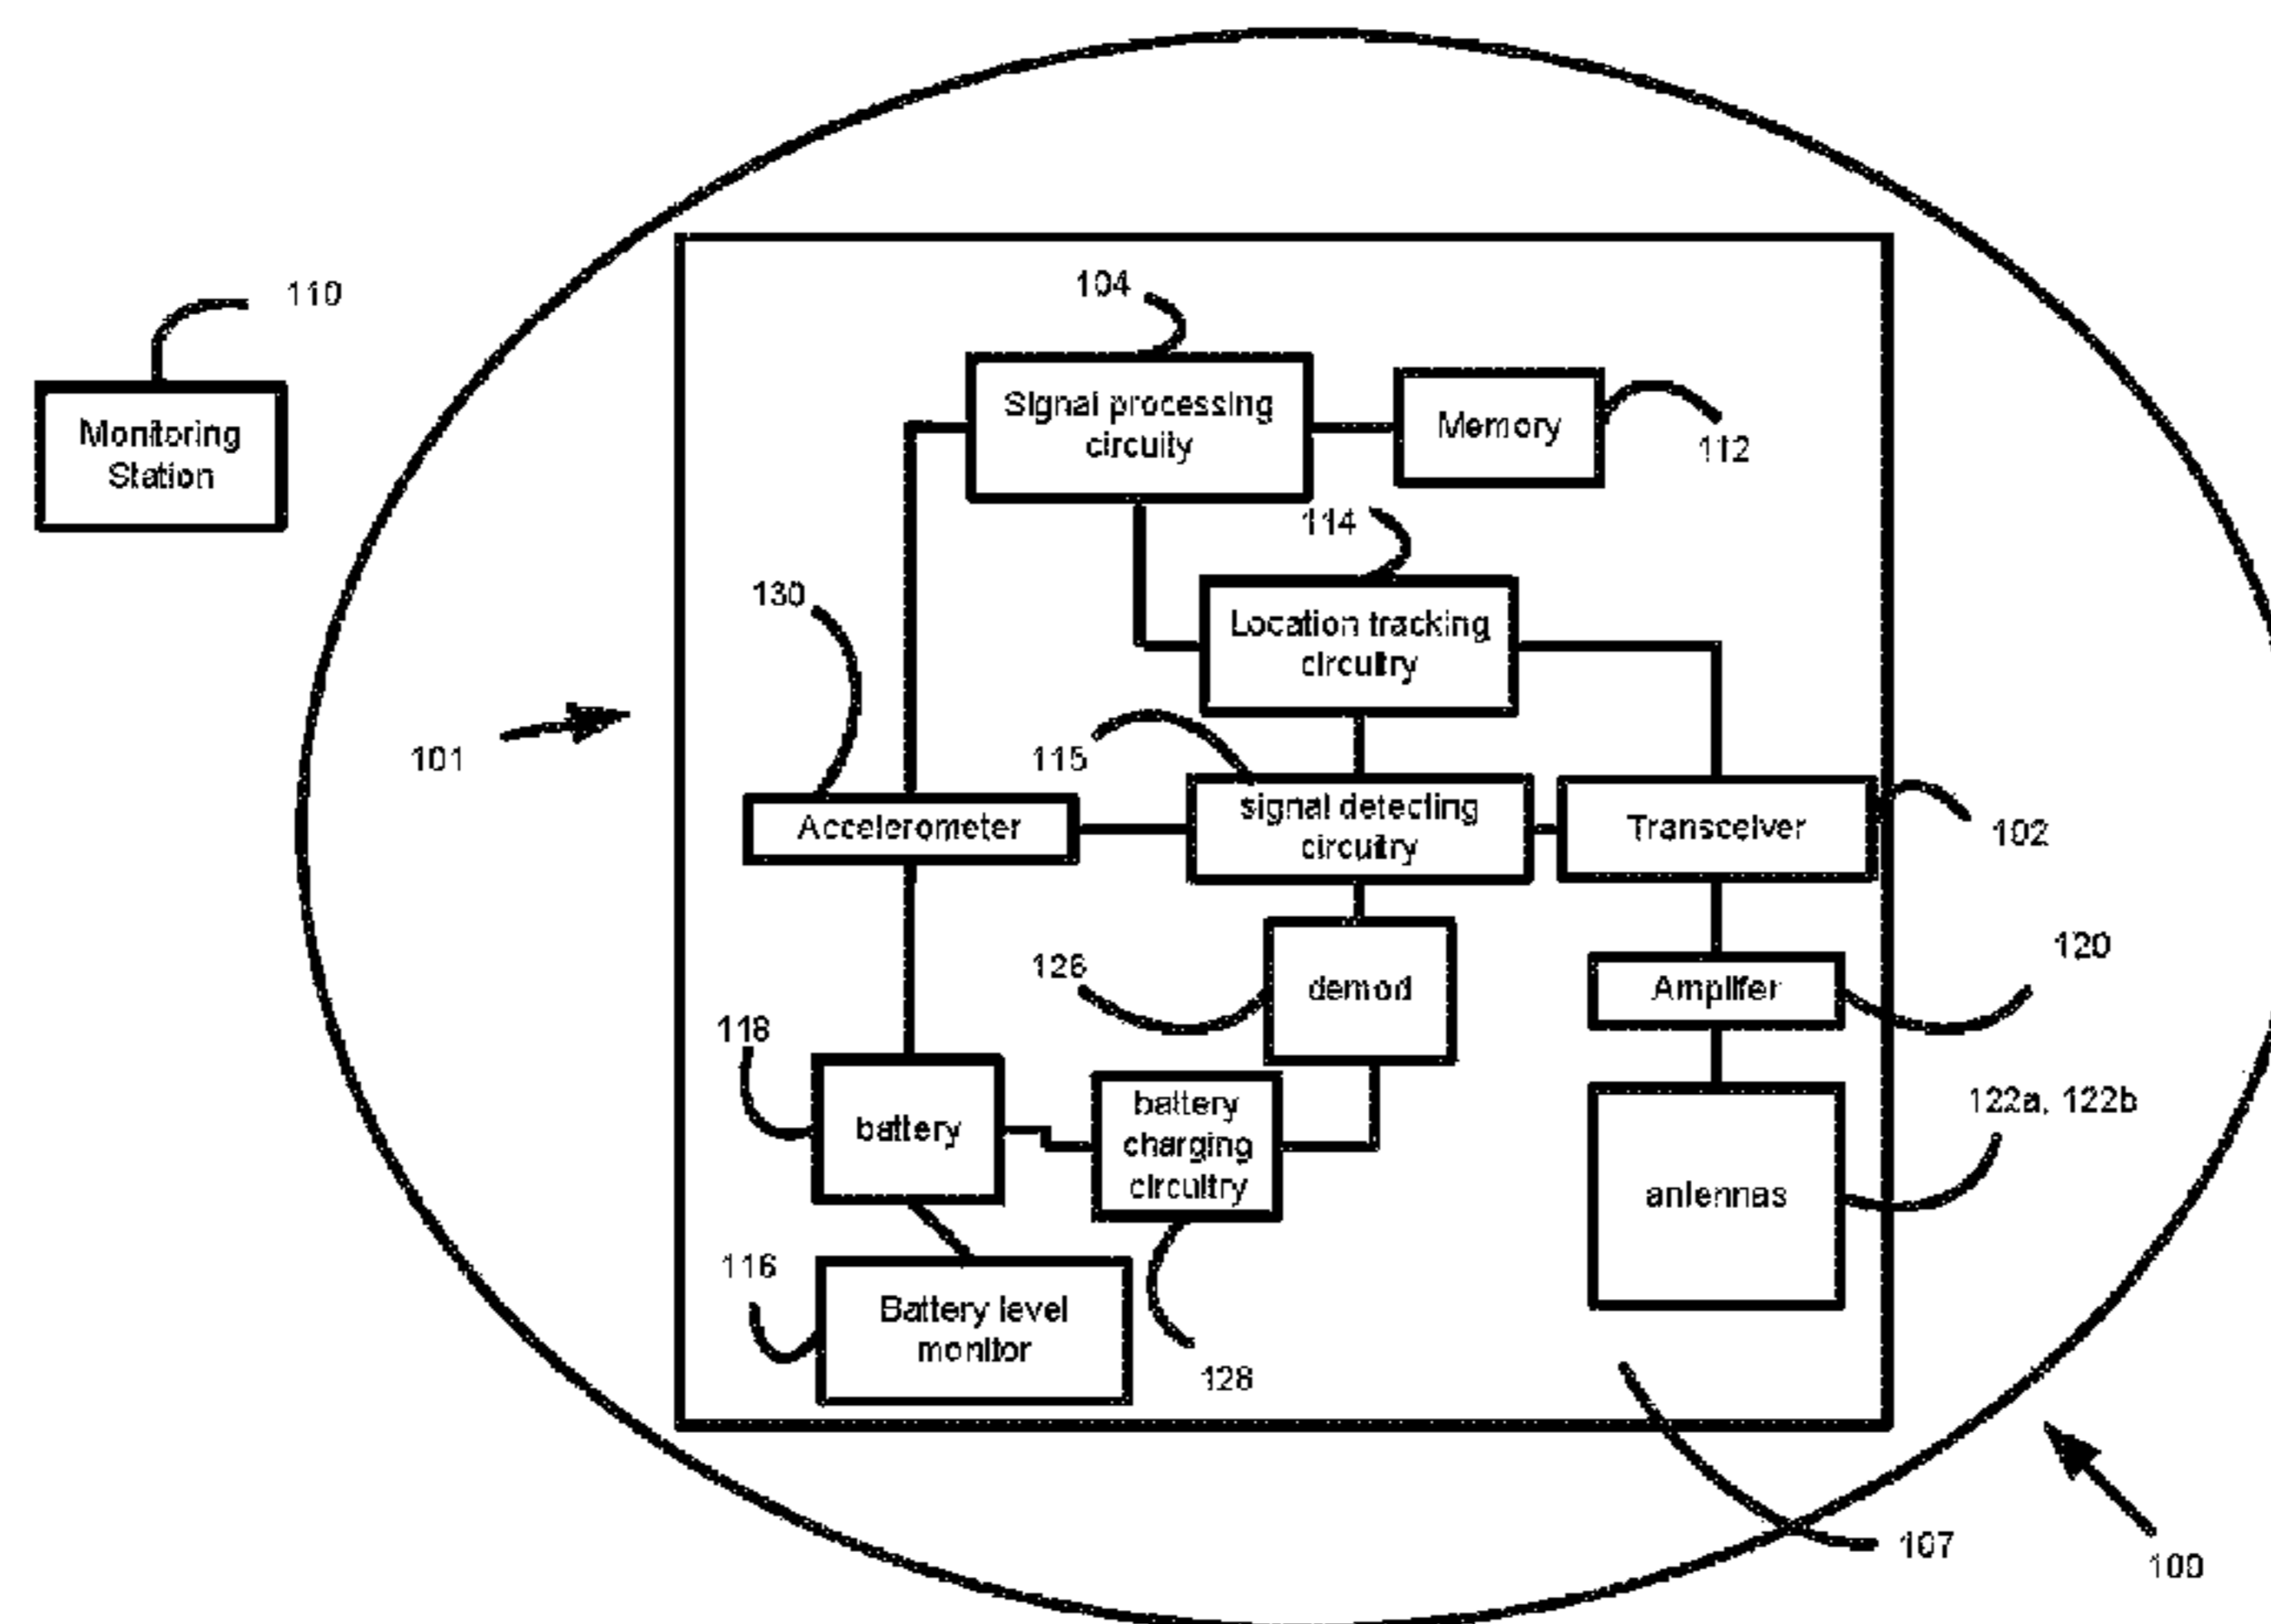 110
Monitoring
Station
104
Signal processing
circuity
Memory
112
114
Location tracking
circuitry
130
101
115
signal detecting
circuitry
Accelerometer
Transceiver
102
126
demod
Amplifer
120
118
battery
battery
charging
circuitry
122a, 122b
antennas
116
Battery level
monitor
128
107
100